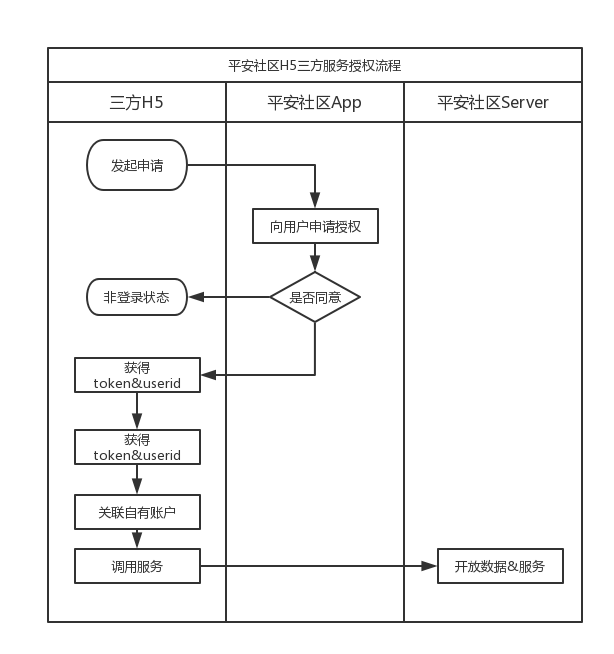 平安社区H5三方服务授权流程
三方H5
平安社区App
平安社区Server
发起申请
向用户申请授权
非登录状态
是否同意
获得
token&userid
获得
token&userid
关联自有账户
调用服务
开放数据&服务